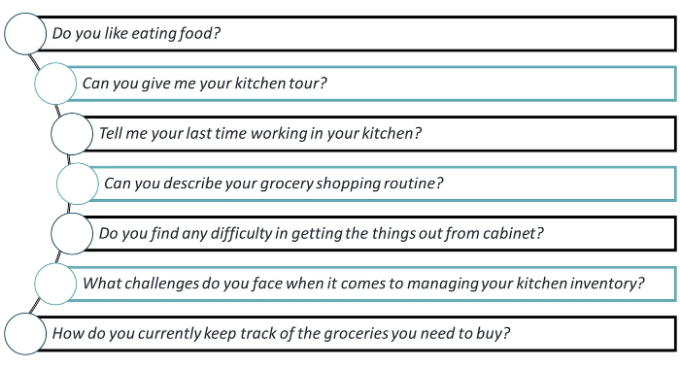 Do you like eating food?
Can you give me your kitchen tour?
Tell me your last time working in your kitchen?
Can you describe your grocery shopping routine?
Do you find any difficulty in getting the things out from cabinet?
What challenges do you face when it comes to managing your kitchen inventory?
How do you currently keep track of the groceries you need to buy?